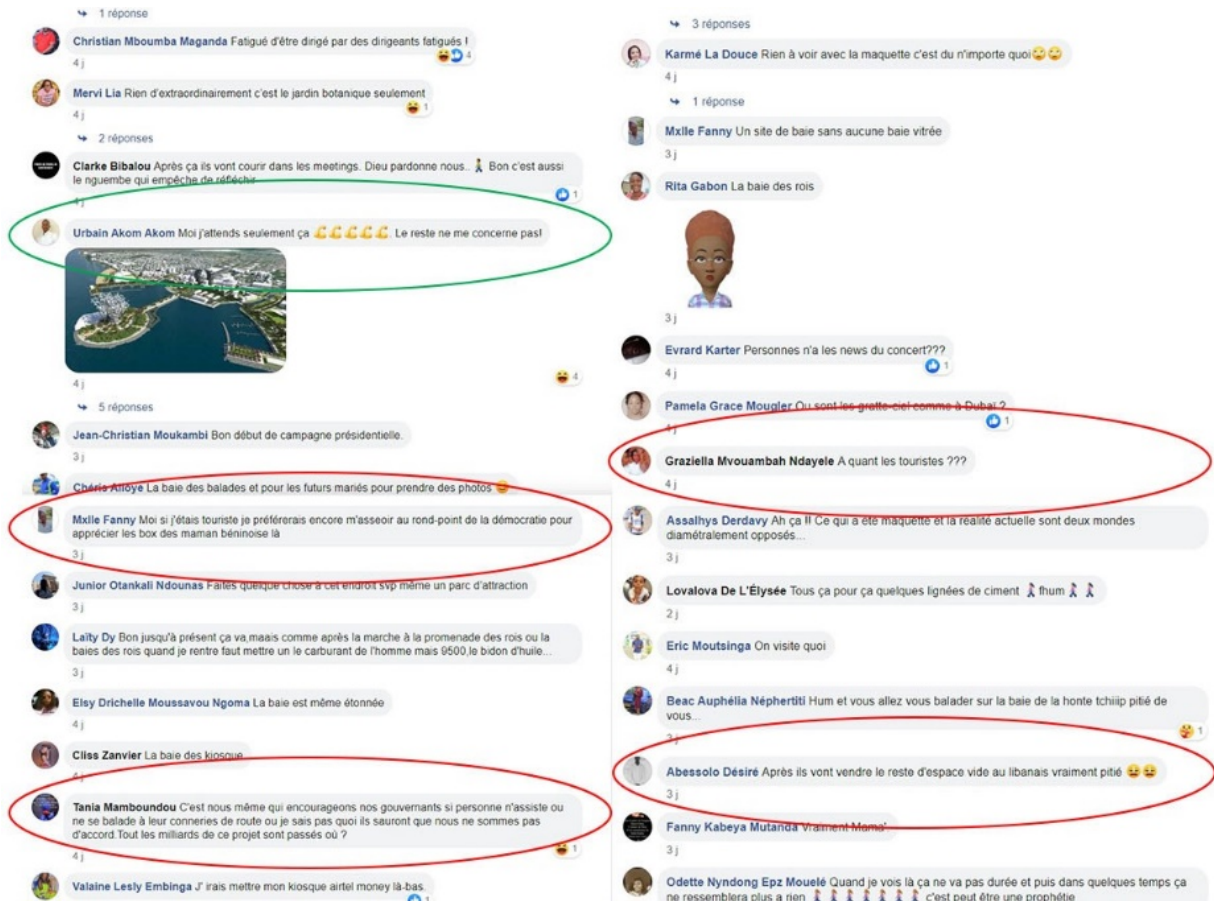 1 réponse
Christian Mboumba Maganda Fatigué d'être dirigé par des dirigeants fatigués !
4
4 j
Mervi Lia Rien d'extraordinairement c'est le jardin botanique seulement
1
4 j
2 réponses
Clarke Bibalou Après ça ils vont courir dans les meetings. Dieu pardonne nous.. 🚶 Bon c'est aussi
le nguembe qui empêche de réfléchir
1
4 j
Urbain Akom Akom Moi j'attends seulement ça 💪💪💪💪💪. Le reste ne me concerne pas!
4 j
4
5 réponses
Jean-Christian Moukambi Bon début de campagne présidentielle.
3 j
Chéris Alloye La baie des balades et pour les futurs mariés pour prendre des photos
Mxlle Fanny Moi si j'étais touriste je préférerais encore m'asseoir au rond-point de la démocratie pour
apprécier les box des maman béninoise là
3 j
Junior Otankali Ndounas Faites quelque chose à cet endroit svp même un parc d'attraction
3 j
Laïty Dy Bon jusqu'à présent ça va,mais comme après la marche à la promenade des rois ou la
baies des rois quand je rentre faut mettre un le carburant de l'homme mais 9500,le bidon d'huile...
3 j
Elsy Drichelle Moussavou Ngoma La baie est même étonnée
4 j
Cliss Zanvier La baie des kiosque
4 j
Tania Mamboundou C'est nous même qui encourageons nos gouvernants si personne n'assiste ou
ne se balade à leur conneries de route ou je sais pas quoi ils sauront que nous ne sommes pas
d'accord.Tout les milliards de ce projet sont passés où ?
1
4 j
Valaine Lesly Embinga J' irais mettre mon kiosque airtel money là-bas.
1
3 réponses
Karmé La Douce Rien à voir avec la maquette c'est du n'importe quoi🙄🙄
4 j
1 réponse
Mxlle Fanny Un site de baie sans aucune baie vitrée
3 j
Rita Gabon La baie des rois
3 j
Evrard Karter Personnes n'a les news du concert???
1
4 j
Pamela Grace Mougler Ou sont les gratte-ciel comme à Dubaï ?
1
4 j
Graziella Mvouambah Ndayele A quant les touristes ???
4 j
Assalhys Derdavy Ah ça !! Ce qui a été maquette et la réalité actuelle sont deux mondes
diamétralement opposés...
3 j
Lovalova De L'Élysée Tous ça pour ça quelques lignées de ciment 🚶 fhum 🚶🚶
2 j
Eric Moutsinga On visite quoi
4 j
Beac Auphélia Néphertiti Hum et vous allez vous balader sur la baie de la honte tchiiip pitié de
vous...
1
3 j
Abessolo Désiré Après ils vont vendre le reste d'espace vide au libanais vraiment pitié
3 j
Fanny Kabeya Mutanda Vraiment Mama'
3 j
Odette Nyndong Epz Mouelé Quand je vois là ça ne va pas durée et puis dans quelques temps ça
ne ressemblera plus a rien 🚶🚶🚶🚶🚶🚶🚶 c'est peut être une prophétie